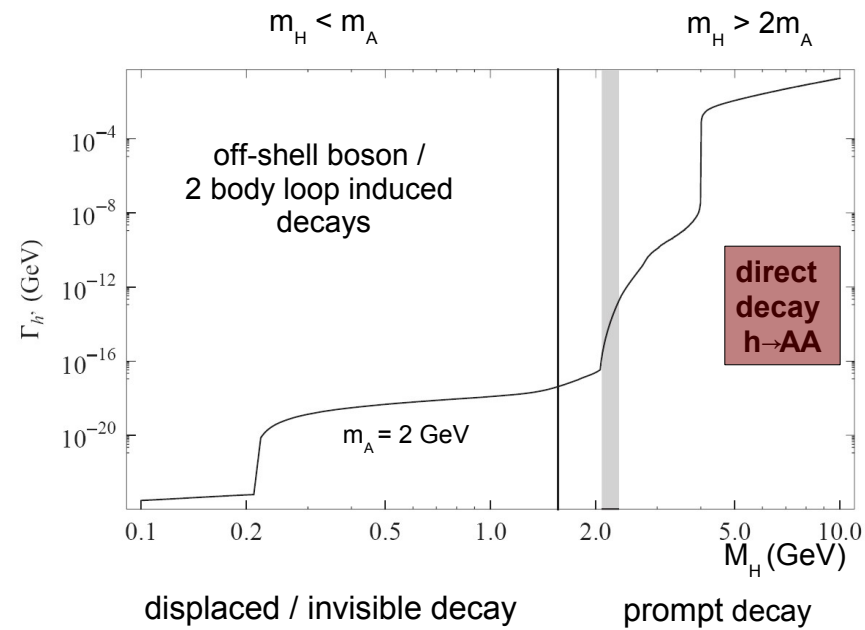 m_H < m_A
m_H > 2m_A
off-shell boson /
2 body loop induced
decays
direct
decay
h→AA
m_A = 2 GeV
Γ_h' (GeV)
10^-4
10^-8
10^-12
10^-16
10^-20
0.1 0.2 0.5 1.0 2.0 5.0 10.0
M_H (GeV)
displaced / invisible decay
prompt decay